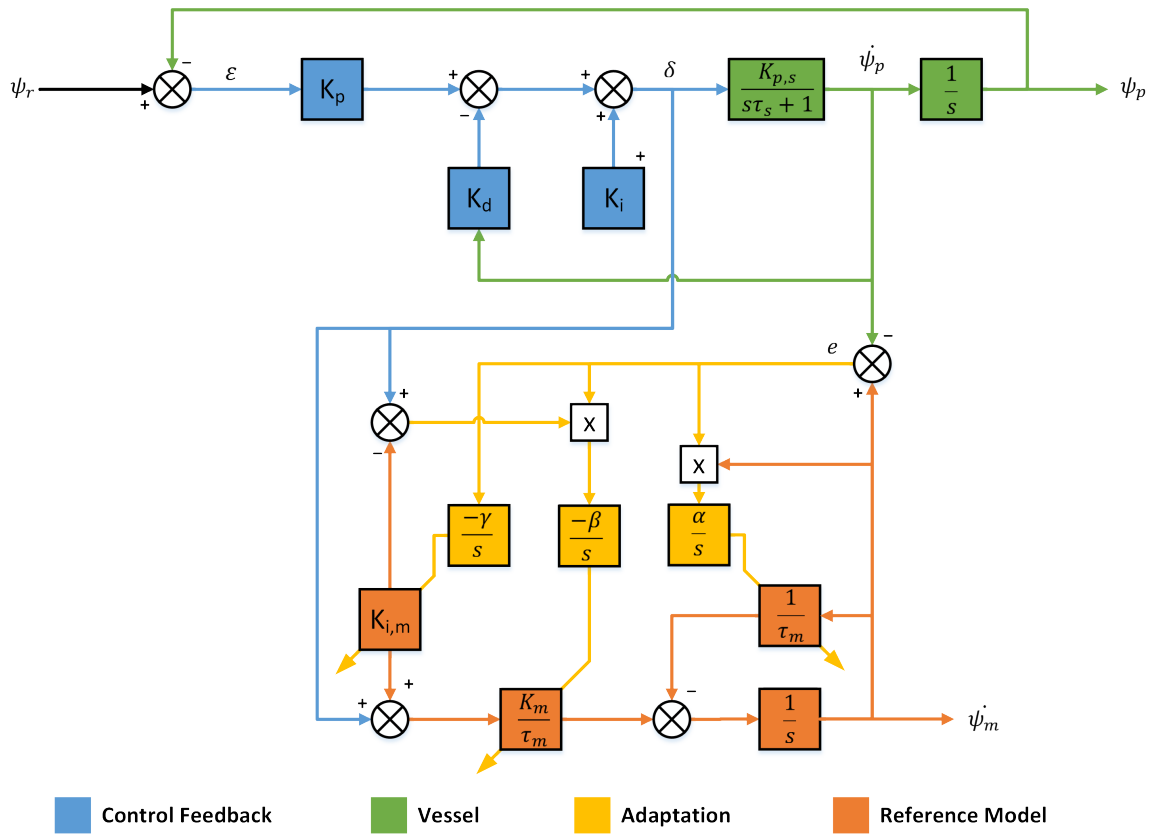 ψr
+
−
ε
Kp
+
−
+
+
δ
Kp,s
sτs + 1
ψ̇p
1
s
ψp
Kd
+
Ki
−
e
+
+
−
x
x
−γ
s
−β
s
α
s
Ki,m
1
τm
+
+
Km
τm
−
1
s
ψ̇m
Control Feedback
Vessel
Adaptation
Reference Model